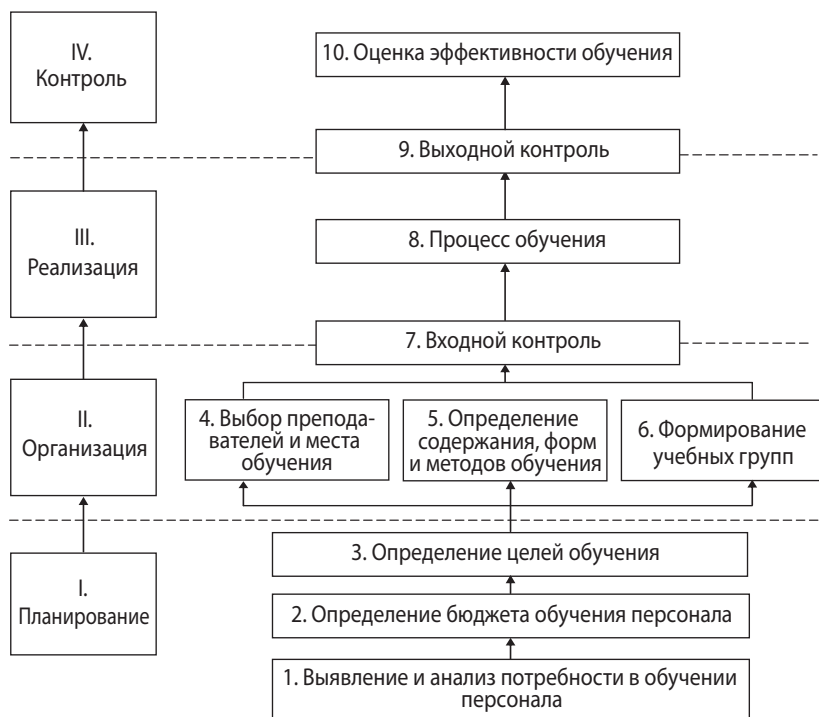 IV.
Контроль
10. Оценка эффективности обучения
9. Выходной контроль
III.
Реализация
8. Процесс обучения
7. Входной контроль
II.
Организация
4. Выбор препода-
вателей и места
обучения
5. Определение
содержания, форм
и методов обучения
6. Формирование
учебных групп
3. Определение целей обучения
I.
Планирование
2. Определение бюджета обучения персонала
1. Выявление и анализ потребности в обучении
персонала